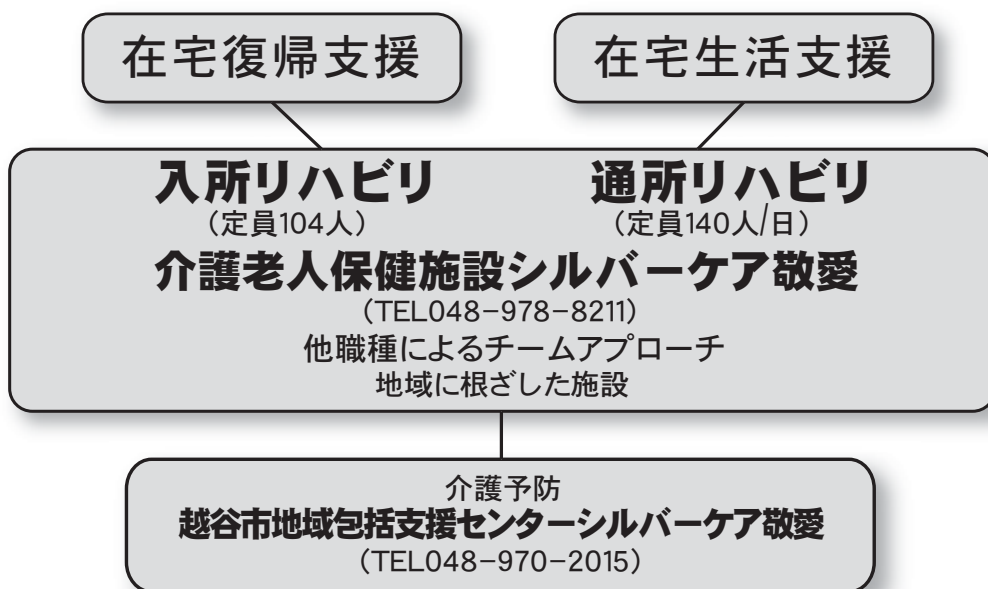 在宅復帰支援
在宅生活支援
入所リハビリ
（定員104人）
通所リハビリ
（定員140人/日）
介護老人保健施設シルバーケア敬愛
（TEL048−978−8211）
他職種によるチームアプローチ
地域に根ざした施設
介護予防
越谷市地域包括支援センターシルバーケア敬愛
（TEL048−970−2015）